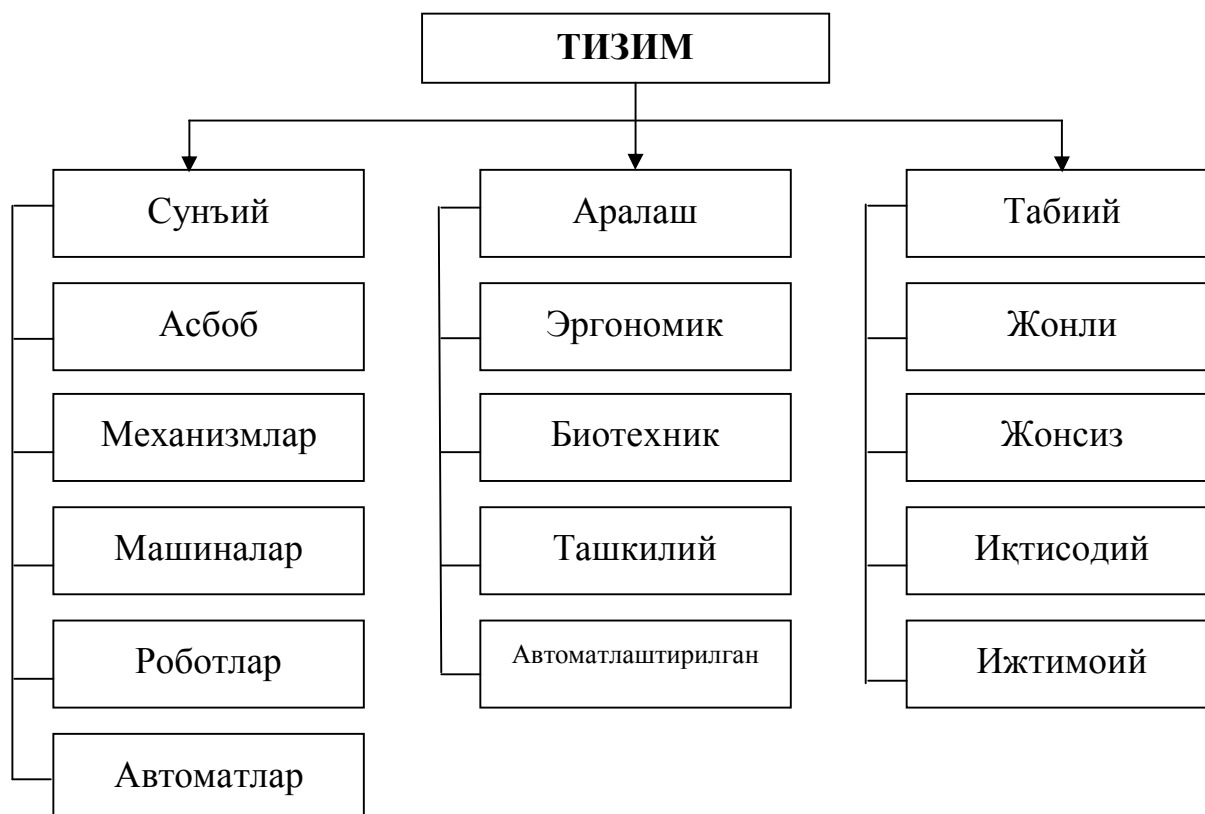 ТИЗИМ
Сунъий
Асбоб
Механизмлар
Машиналар
Роботлар
Автоматлар
Аралаш
Эргономик
Биотехник
Ташкилий
Автоматлаштирилган
Табиий
Жонли
Жонсиз
Иқтисодий
Ижтимоий